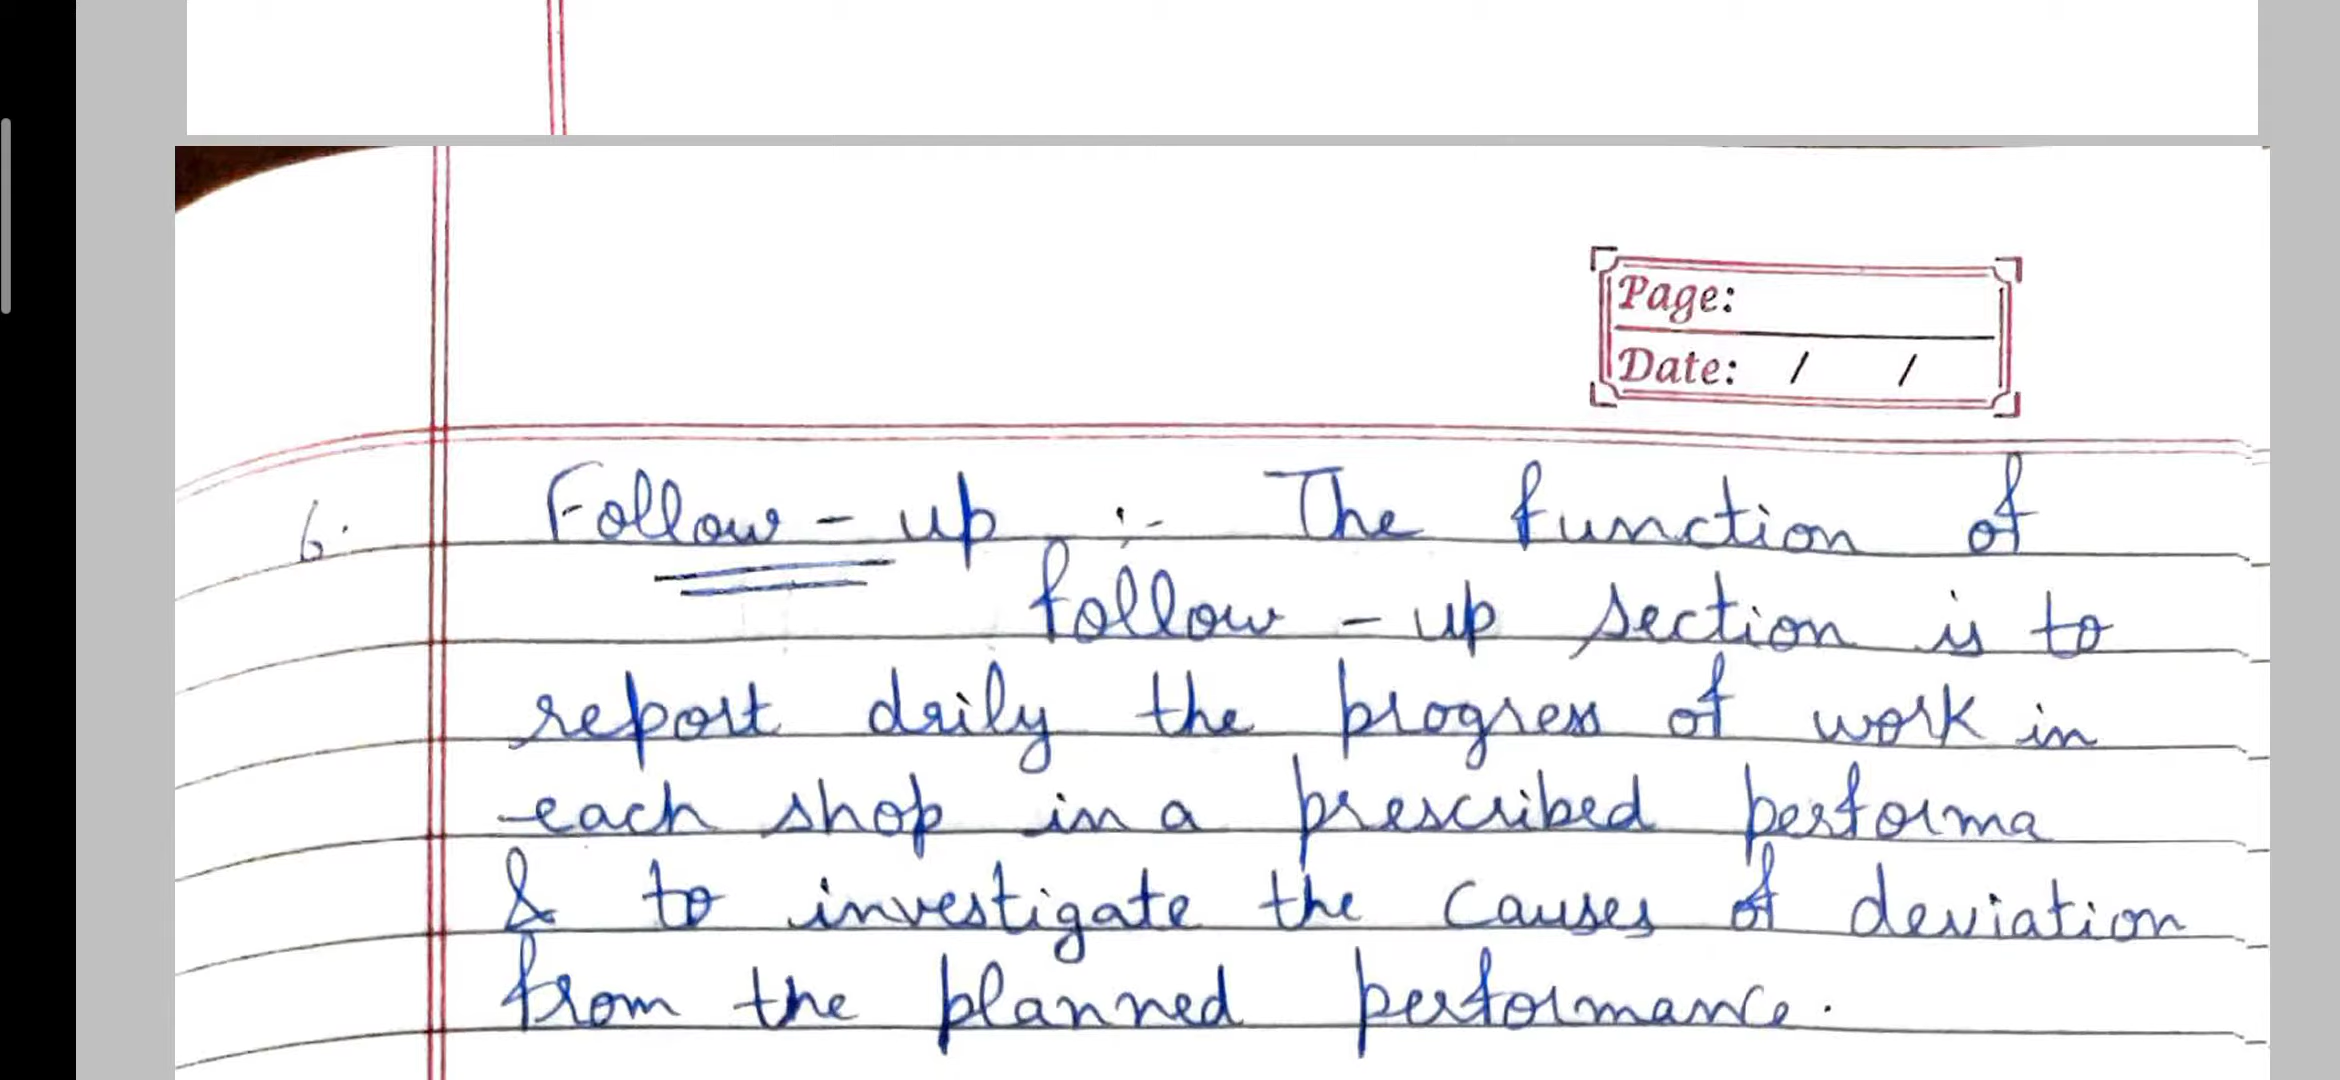 Page:
Date: / /
6. Follow - up :- The function of
follow - up section is to
report daily the progress of work in
each shop in a prescribed performa
& to investigate the causes of deviation
from the planned performance.